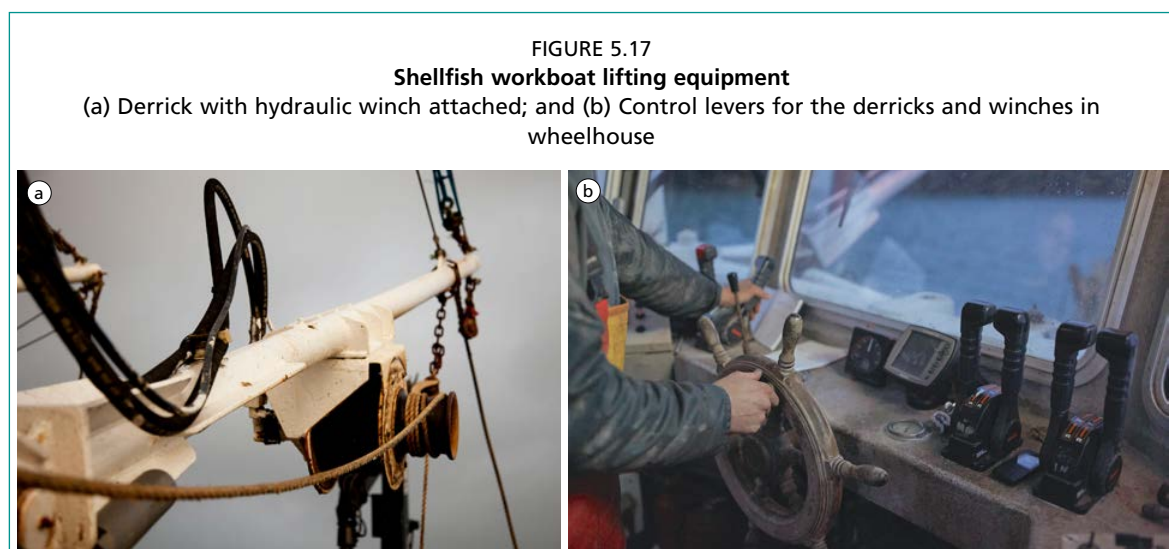 FIGURE 5.17
Shellfish workboat lifting equipment
(a) Derrick with hydraulic winch attached; and (b) Control levers for the derricks and winches in
wheelhouse
a
b